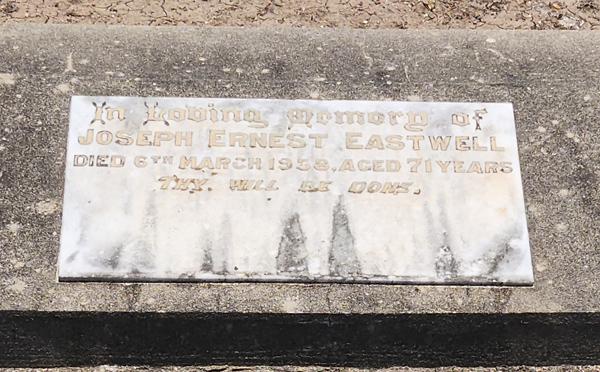 In Loving Memory of
JOSEPH ERNEST EASTWELL
DIED 6TH MARCH 1958, AGED 71 YEARS
THY WILL BE DONE.